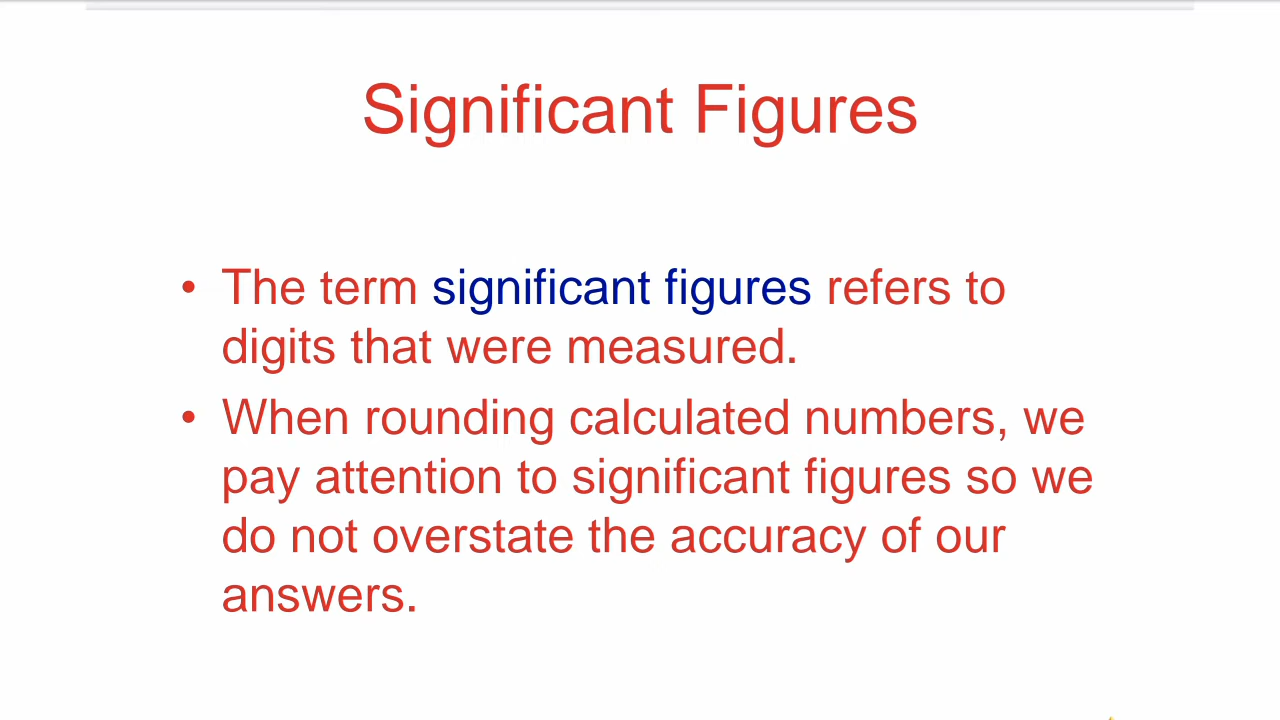 Significant Figures
• The term significant figures refers to
digits that were measured.
• When rounding calculated numbers, we
pay attention to significant figures so we
do not overstate the accuracy of our
answers.